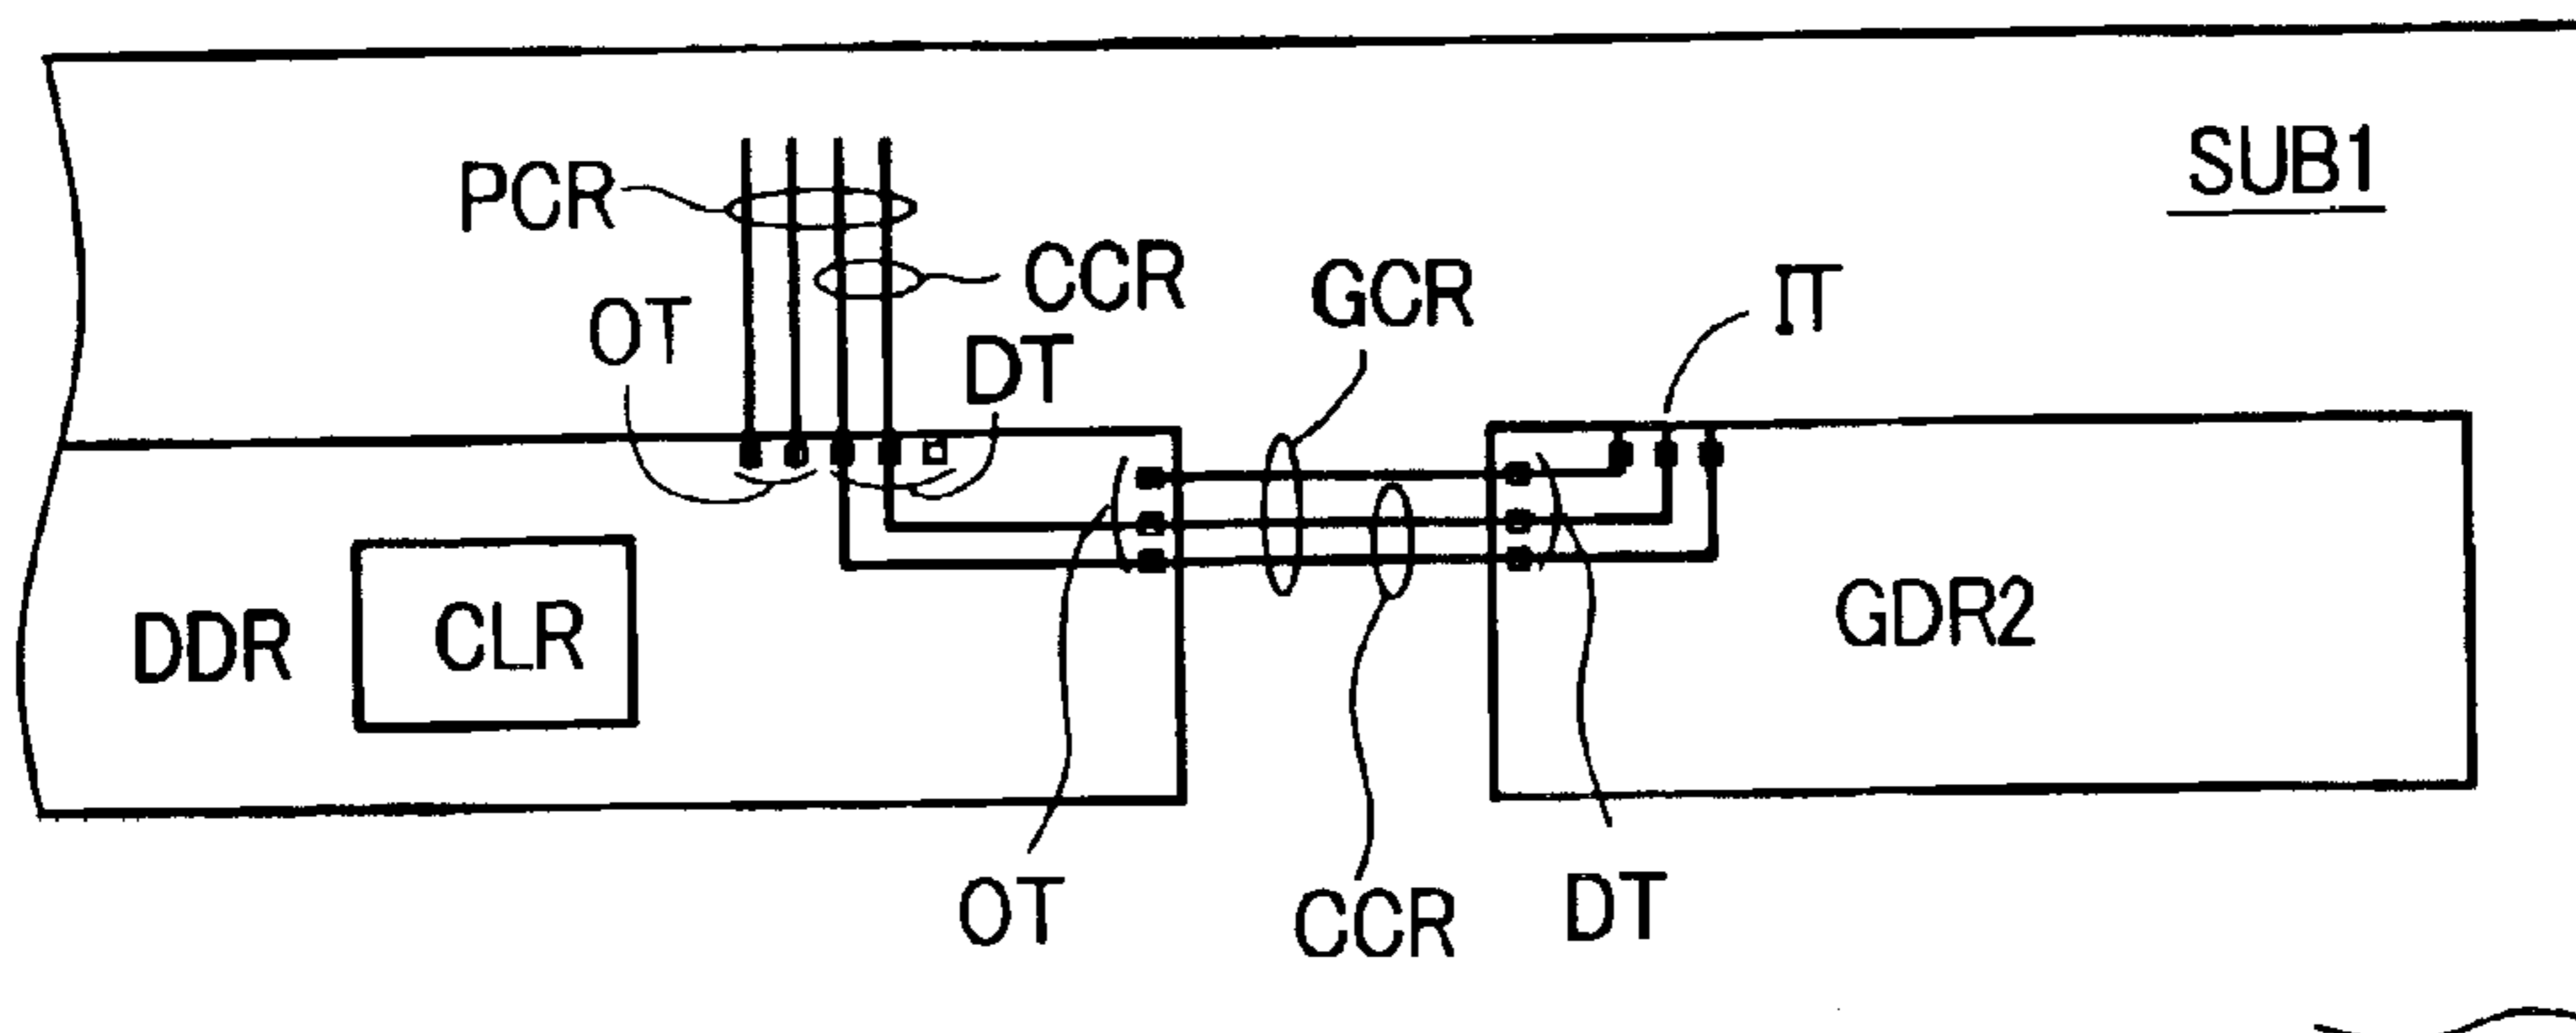 SUB1
PCR
CCR
GCR
IT
OT
DT
DDR
CLR
GDR2
OT
CCR
DT